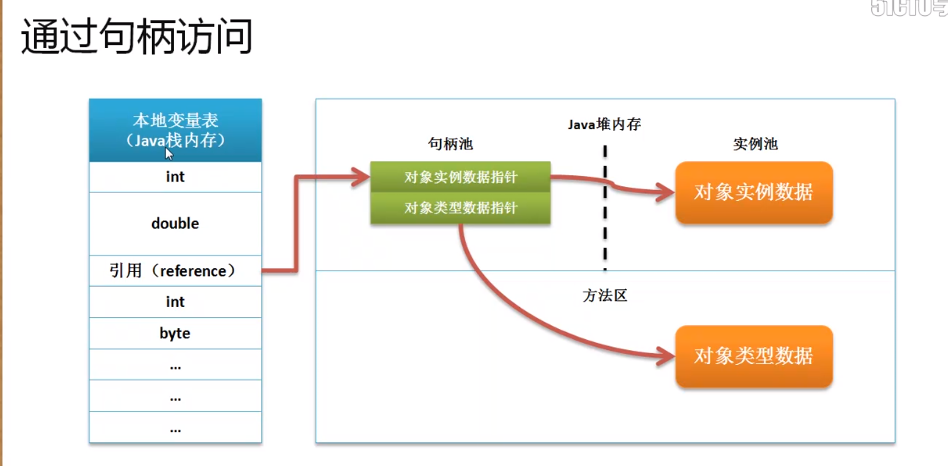 通过句柄访问
本地变量表
（Java栈内存）
int
double
引用（reference）
int
byte
...
...
...
Java堆内存
句柄池
实例池
对象实例数据指针
对象类型数据指针
对象实例数据
方法区
对象类型数据